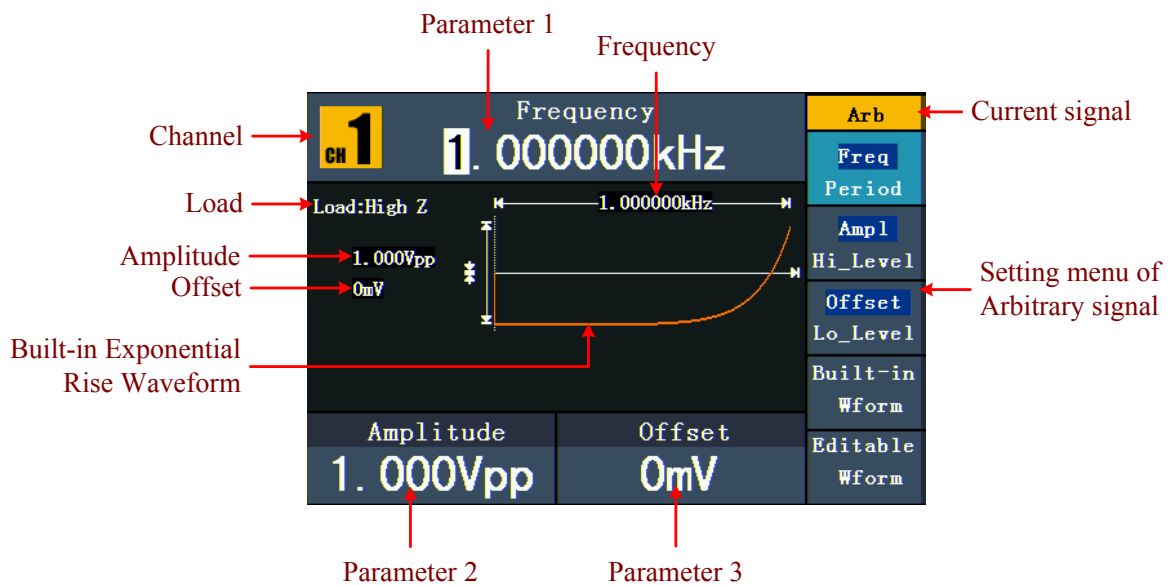 Parameter 1
Frequency
Channel
CH 1
Frequency
1.000000kHz
Arb
Current signal
Freq
Period
Load
Load:High Z
1.000000kHz
Ampl
Hi_Level
Amplitude
1.000Vpp
Offset
0mV
Offset
Lo_Level
Setting menu of
Arbitrary signal
Built-in Exponential
Rise Waveform
Built-in
Wform
Amplitude
1.000Vpp
Offset
0mV
Editable
Wform
Parameter 2
Parameter 3